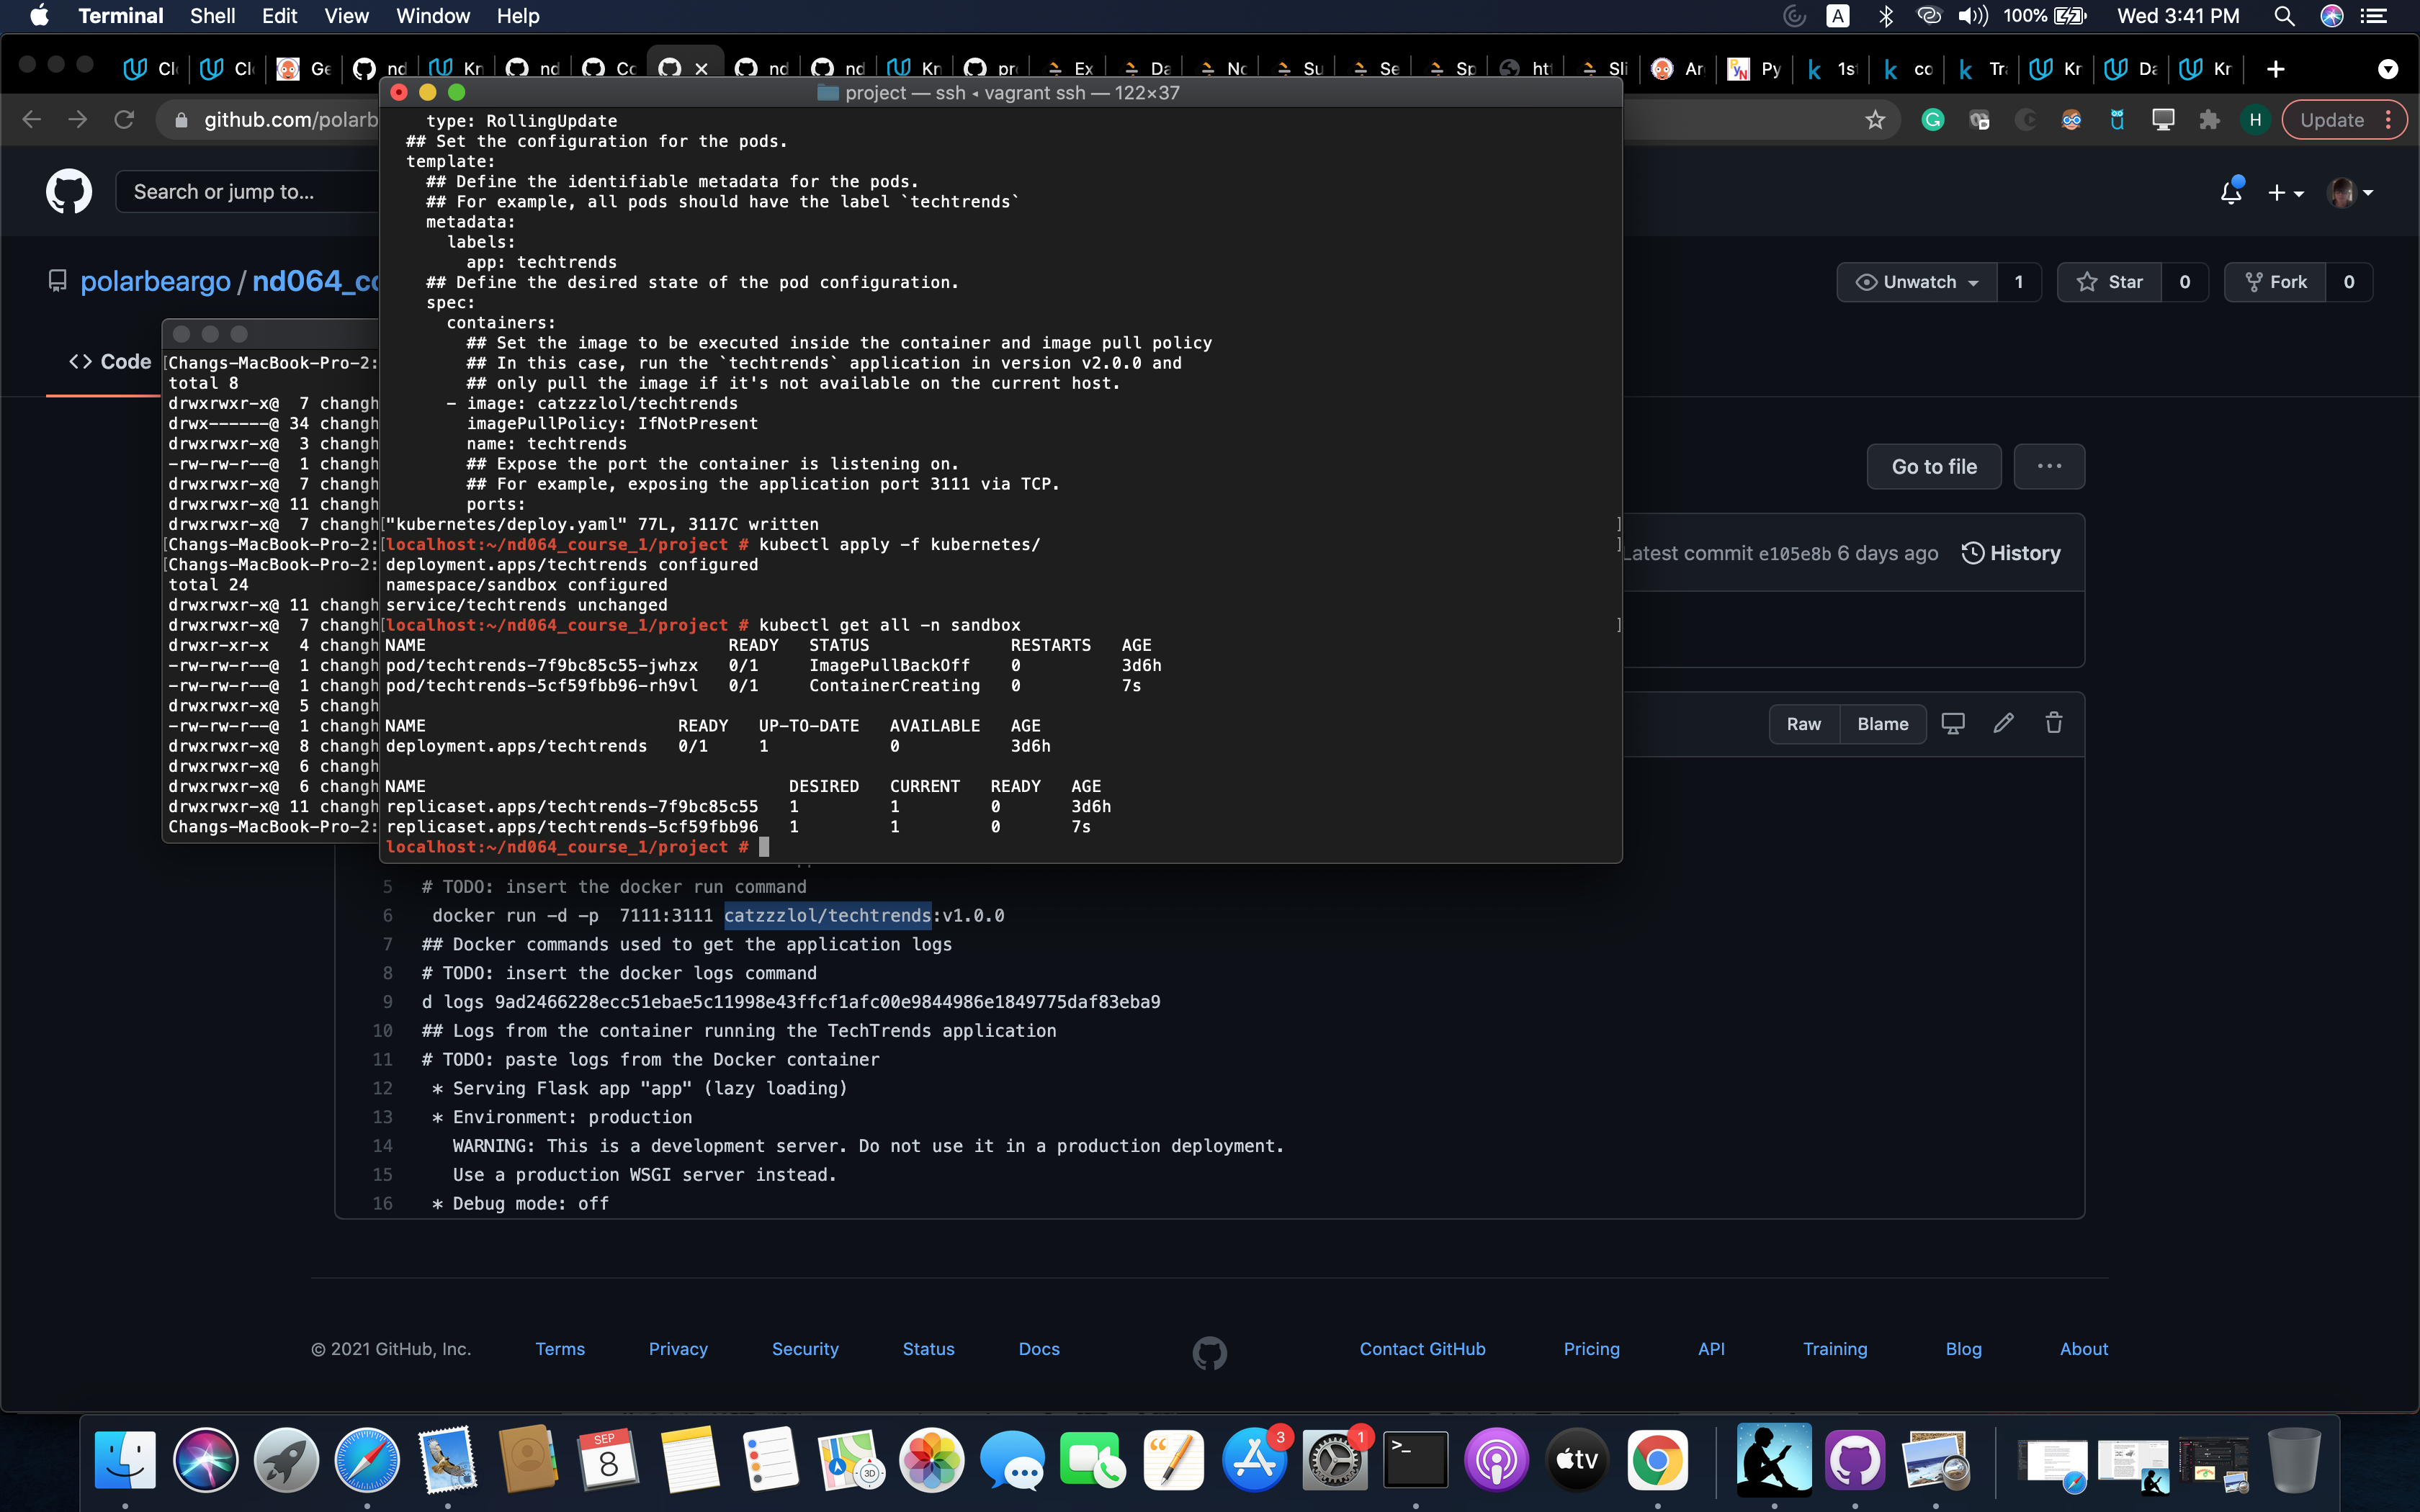 Terminal Shell Edit View Window Help A 100% Wed 3:41 PM
Clo Clo Ge nd Kn nd Co nd nd Kn pro Ex Da No Su Se Sp htt Sli Arg Py 1st co Tra Kn Da Kn
project — ssh ◂ vagrant ssh — 122×37
github.com/polarb H Update
Search or jump to...
polarbeargo / nd064_co
Unwatch 1 Star 0 Fork 0
<> Code
Go to file ...
Latest commit e105e8b 6 days ago History
Raw Blame
type: RollingUpdate
## Set the configuration for the pods.
template:
## Define the identifiable metadata for the pods.
## For example, all pods should have the label `techtrends`
metadata:
labels:
app: techtrends
## Define the desired state of the pod configuration.
spec:
containers:
## Set the image to be executed inside the container and image pull policy
## In this case, run the `techtrends` application in version v2.0.0 and
## only pull the image if it's not available on the current host.
- image: catzzzlol/techtrends
imagePullPolicy: IfNotPresent
name: techtrends
## Expose the port the container is listening on.
## For example, exposing the application port 3111 via TCP.
ports:
"kubernetes/deploy.yaml" 77L, 3117C written
localhost:~/nd064_course_1/project # kubectl apply -f kubernetes/
deployment.apps/techtrends configured
namespace/sandbox configured
service/techtrends unchanged
localhost:~/nd064_course_1/project # kubectl get all -n sandbox
NAME READY STATUS RESTARTS AGE
pod/techtrends-7f9bc85c55-jwhzx 0/1 ImagePullBackOff 0 3d6h
pod/techtrends-5cf59fbb96-rh9vl 0/1 ContainerCreating 0 7s
NAME READY UP-TO-DATE AVAILABLE AGE
deployment.apps/techtrends 0/1 1 0 3d6h
NAME DESIRED CURRENT READY AGE
replicaset.apps/techtrends-7f9bc85c55 1 1 0 3d6h
replicaset.apps/techtrends-5cf59fbb96 1 1 0 7s
localhost:~/nd064_course_1/project #
[Changs-MacBook-Pro-2:
total 8
drwxrwxr-x@ 7 changh
drwx------@ 34 changh
drwxrwxr-x@ 3 changh
-rw-rw-r--@ 1 changh
drwxrwxr-x@ 7 changh
drwxrwxr-x@ 11 changh
drwxrwxr-x@ 7 changh
[Changs-MacBook-Pro-2:
[Changs-MacBook-Pro-2:
total 24
drwxrwxr-x@ 11 changh
drwxrwxr-x@ 7 changh
drwxr-xr-x 4 changh
-rw-rw-r--@ 1 changh
-rw-rw-r--@ 1 changh
drwxrwxr-x@ 5 changh
-rw-rw-r--@ 1 changh
drwxrwxr-x@ 8 changh
drwxrwxr-x@ 6 changh
drwxrwxr-x@ 6 changh
drwxrwxr-x@ 11 changh
Changs-MacBook-Pro-2:
5 # TODO: insert the docker run command
6 docker run -d -p 7111:3111 catzzzlol/techtrends:v1.0.0
7 ## Docker commands used to get the application logs
8 # TODO: insert the docker logs command
9 d logs 9ad2466228ecc51ebae5c11998e43ffcf1afc00e9844986e1849775daf83eba9
10 ## Logs from the container running the TechTrends application
11 # TODO: paste logs from the Docker container
12 * Serving Flask app "app" (lazy loading)
13 * Environment: production
14 WARNING: This is a development server. Do not use it in a production deployment.
15 Use a production WSGI server instead.
16 * Debug mode: off
© 2021 GitHub, Inc. Terms Privacy Security Status Docs Contact GitHub Pricing API Training Blog About
SEP
8
3D
3
1
>_
tv